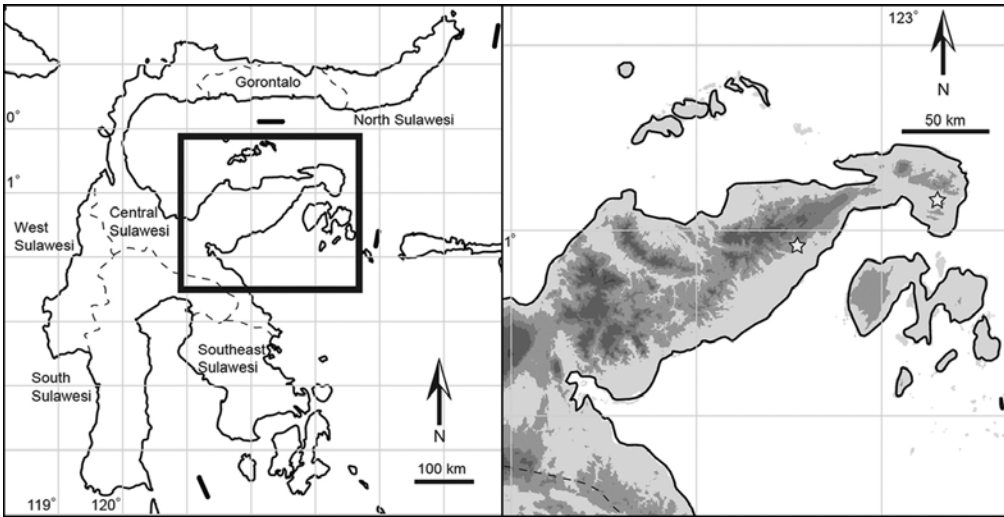 Gorontalo
0°
North Sulawesi
1°
Central
Sulawesi
West
Sulawesi
Southeast
Sulawesi
South
Sulawesi
N
100 km
119°
120°
123°
N
50 km
1°